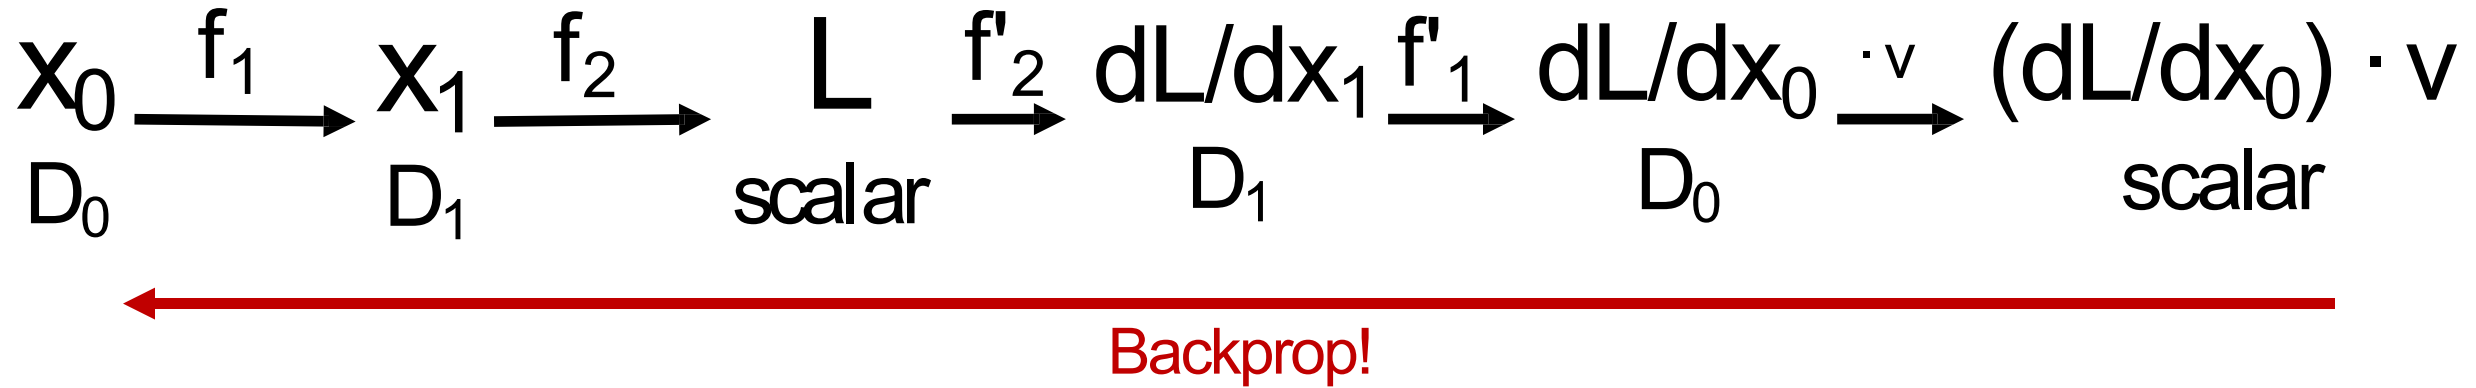 x₀ f₁ x₁ f₂ L f'₂ dL/dx₁ f'₁ dL/dx₀ · v (dL/dx₀) · v
D₀ D₁ scalar D₁ D₀ scalar
Backprop!